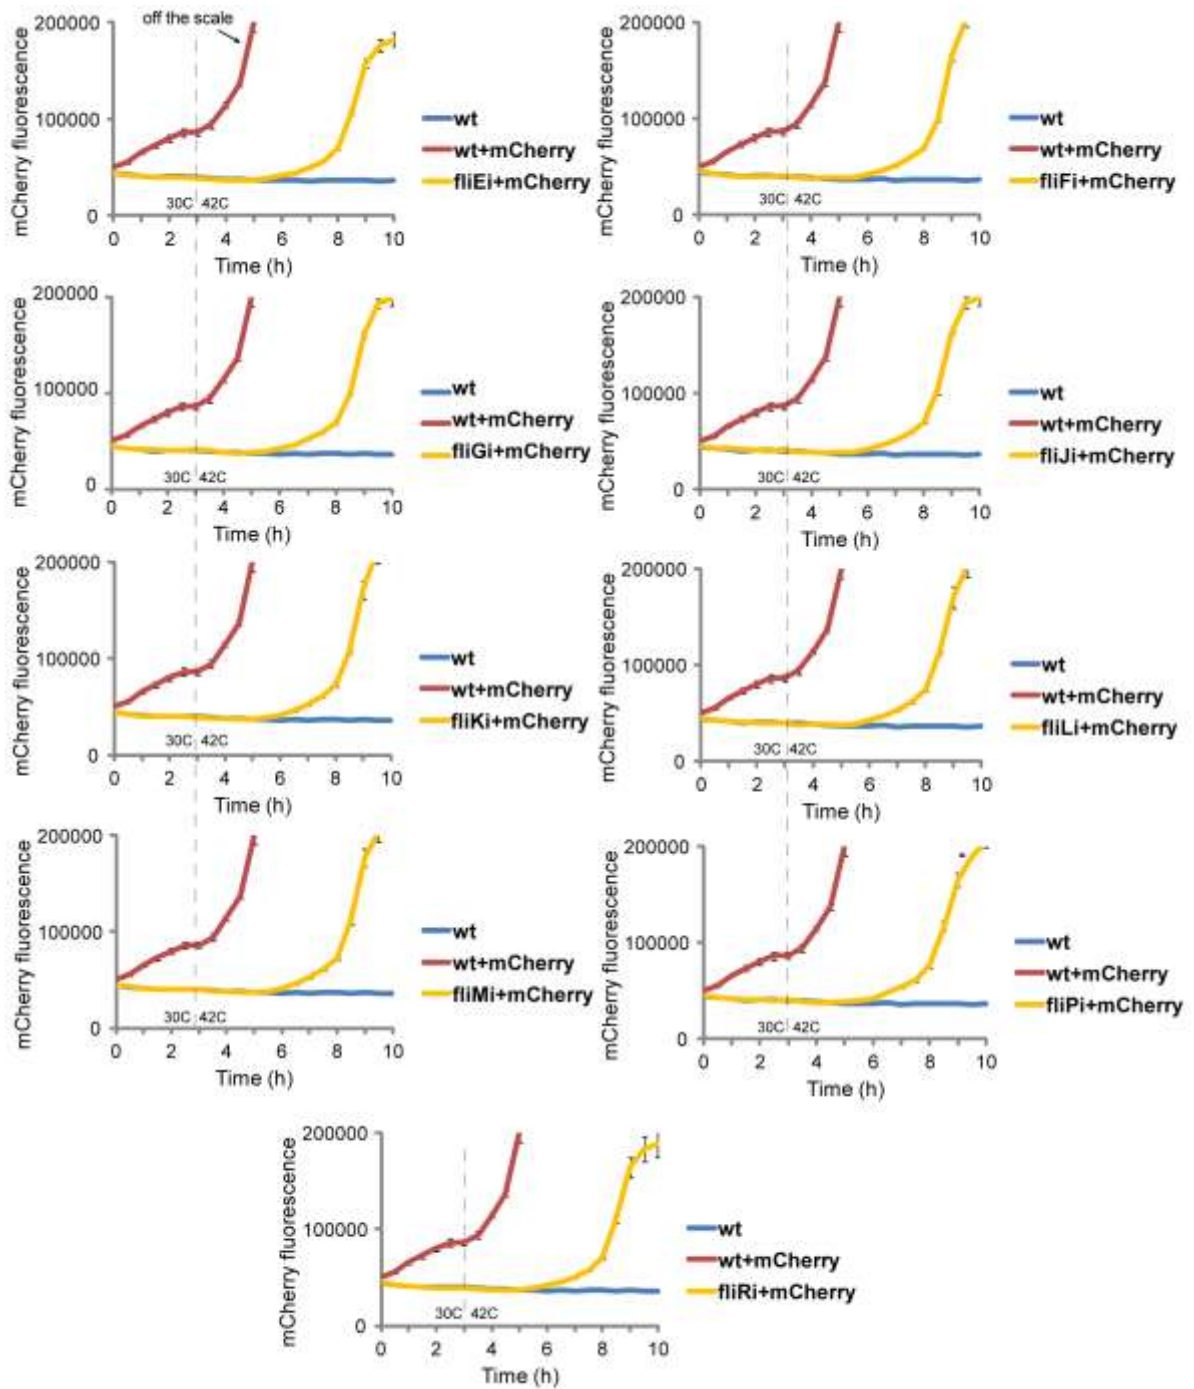 off the scale
mCherry fluorescence
200000
100000
0
30C 42C
0 2 4 6 8 10
Time (h)
wt
wt+mCherry
fliEi+mCherry
mCherry fluorescence
200000
100000
0
30C 42C
0 2 4 6 8 10
Time (h)
wt
wt+mCherry
fliFi+mCherry
mCherry fluorescence
200000
100000
0
30C 42C
0 2 4 6 8 10
Time (h)
wt
wt+mCherry
fliGi+mCherry
mCherry fluorescence
200000
100000
0
30C 42C
0 2 4 6 8 10
Time (h)
wt
wt+mCherry
fliJi+mCherry
mCherry fluorescence
200000
100000
0
30C 42C
0 2 4 6 8 10
Time (h)
wt
wt+mCherry
fliKi+mCherry
mCherry fluorescence
200000
100000
0
30C 42C
0 2 4 6 8 10
Time (h)
wt
wt+mCherry
fliLi+mCherry
mCherry fluorescence
200000
100000
0
30C 42C
0 2 4 6 8 10
Time (h)
wt
wt+mCherry
fliMi+mCherry
mCherry fluorescence
200000
100000
0
30C 42C
0 2 4 6 8 10
Time (h)
wt
wt+mCherry
fliPi+mCherry
mCherry fluorescence
200000
100000
0
30C 42C
0 2 4 6 8 10
Time (h)
wt
wt+mCherry
fliRi+mCherry